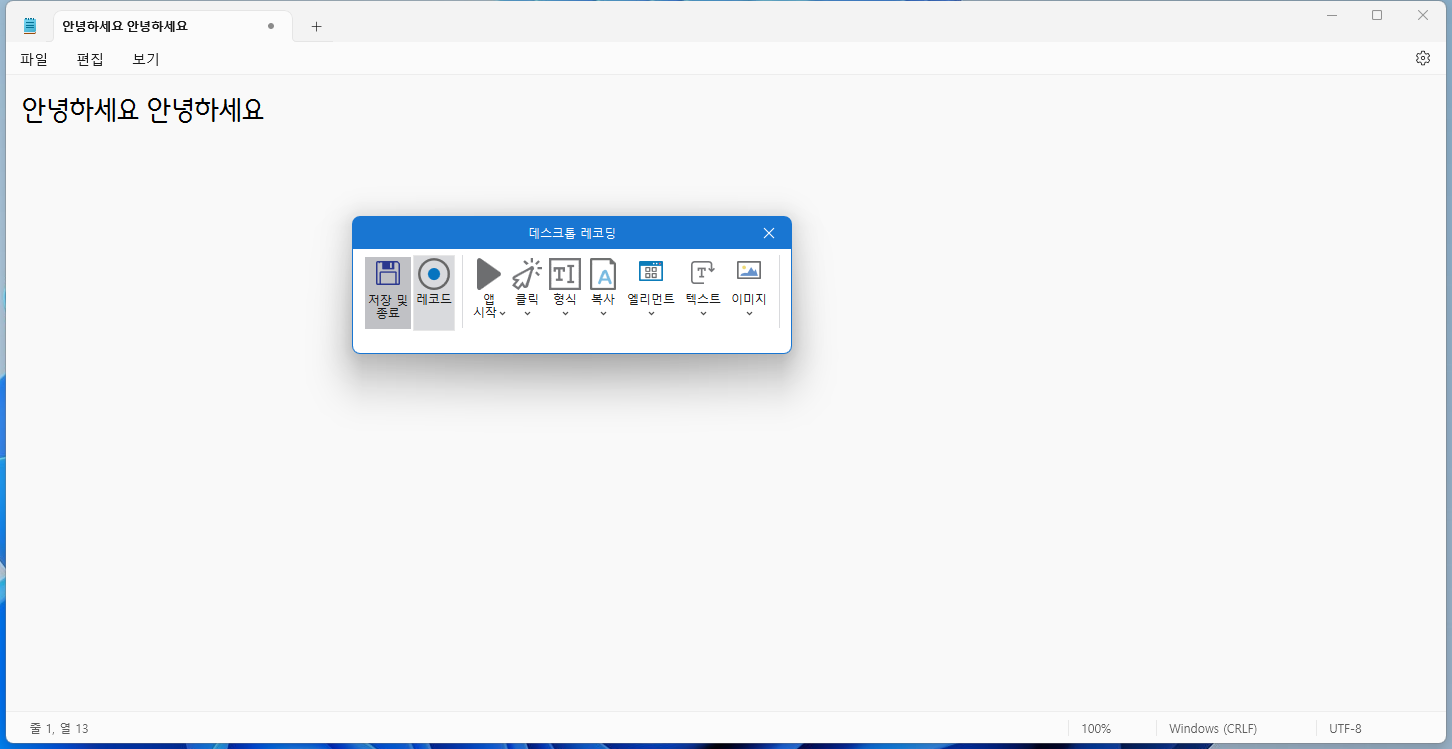 안녕하세요 안녕하세요
파일 편집 보기
안녕하세요 안녕하세요
데스크톱 레코딩
저장 및 종료 레코드 앱 시작 클릭 형식 복사 엘리먼트 텍스트 이미지
줄 1, 열 13 100% Windows (CRLF) UTF-8